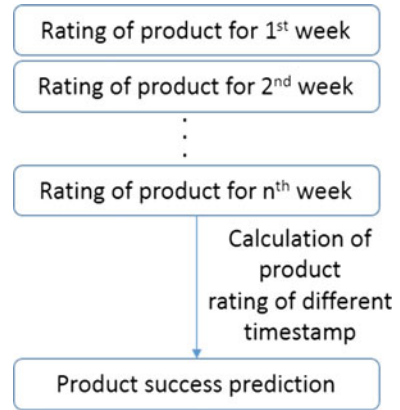 Rating of product for 1st week
Rating of product for 2nd week
Rating of product for nth week
Calculation of
product
rating of different
timestamp
Product success prediction